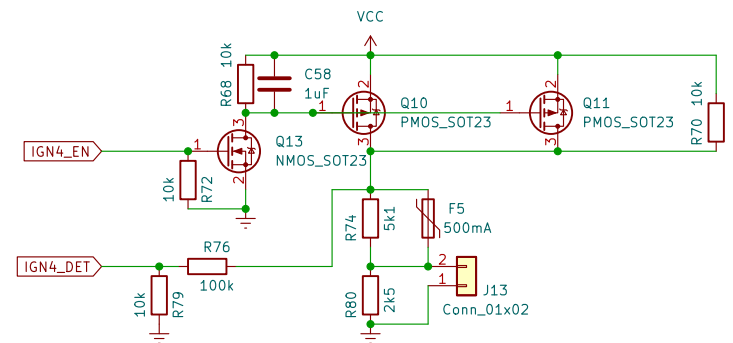 VCC
R68 10k
C58
1uF
Q10
PMOS_SOT23
Q11
PMOS_SOT23
R70 10k
1
2
3
1
2
3
IGN4_EN
1
3
2
Q13
NMOS_SOT23
10k
R72
R74
5k1
F5
500mA
R76
100k
IGN4_DET
10k
R79
R80
2k5
2
1
J13
Conn_01x02